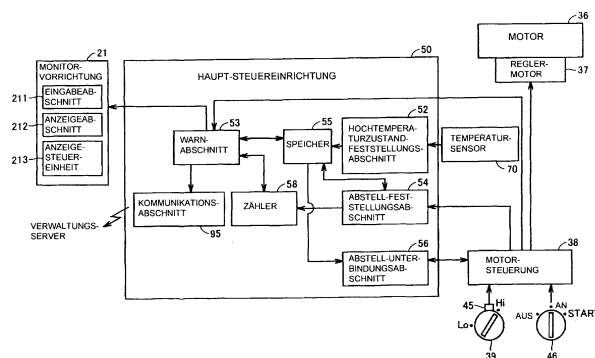 36
MOTOR
REGLER-
MOTOR
37
21
MONITOR-
VORRICHTUNG
211
EINGABEAB-
SCHNITT
212
ANZEIGEAB-
SCHNITT
213
ANZEIGE-
STEUER-
EINHEIT
50
HAUPT-STEUEREINRICHTUNG
53
WARN-
ABSCHNITT
55
SPEICHER
52
HOCHTEMPERA-
TURZUSTAND-
FESTSTELLUNGS-
ABSCHNITT
TEMPERATUR-
SENSOR
70
58
ZÄHLER
54
ABSTELL-FEST-
STELLUNGSAB-
SCHNITT
KOMMUNIKATIONS-
ABSCHNITT
95
VERWALTUNGS-
SERVER
56
ABSTELL-UNTER-
BINDUNGSAB-
SCHNITT
38
MOTOR-
STEUERUNG
45
Hi
Lo
39
AN
AUS
START
46